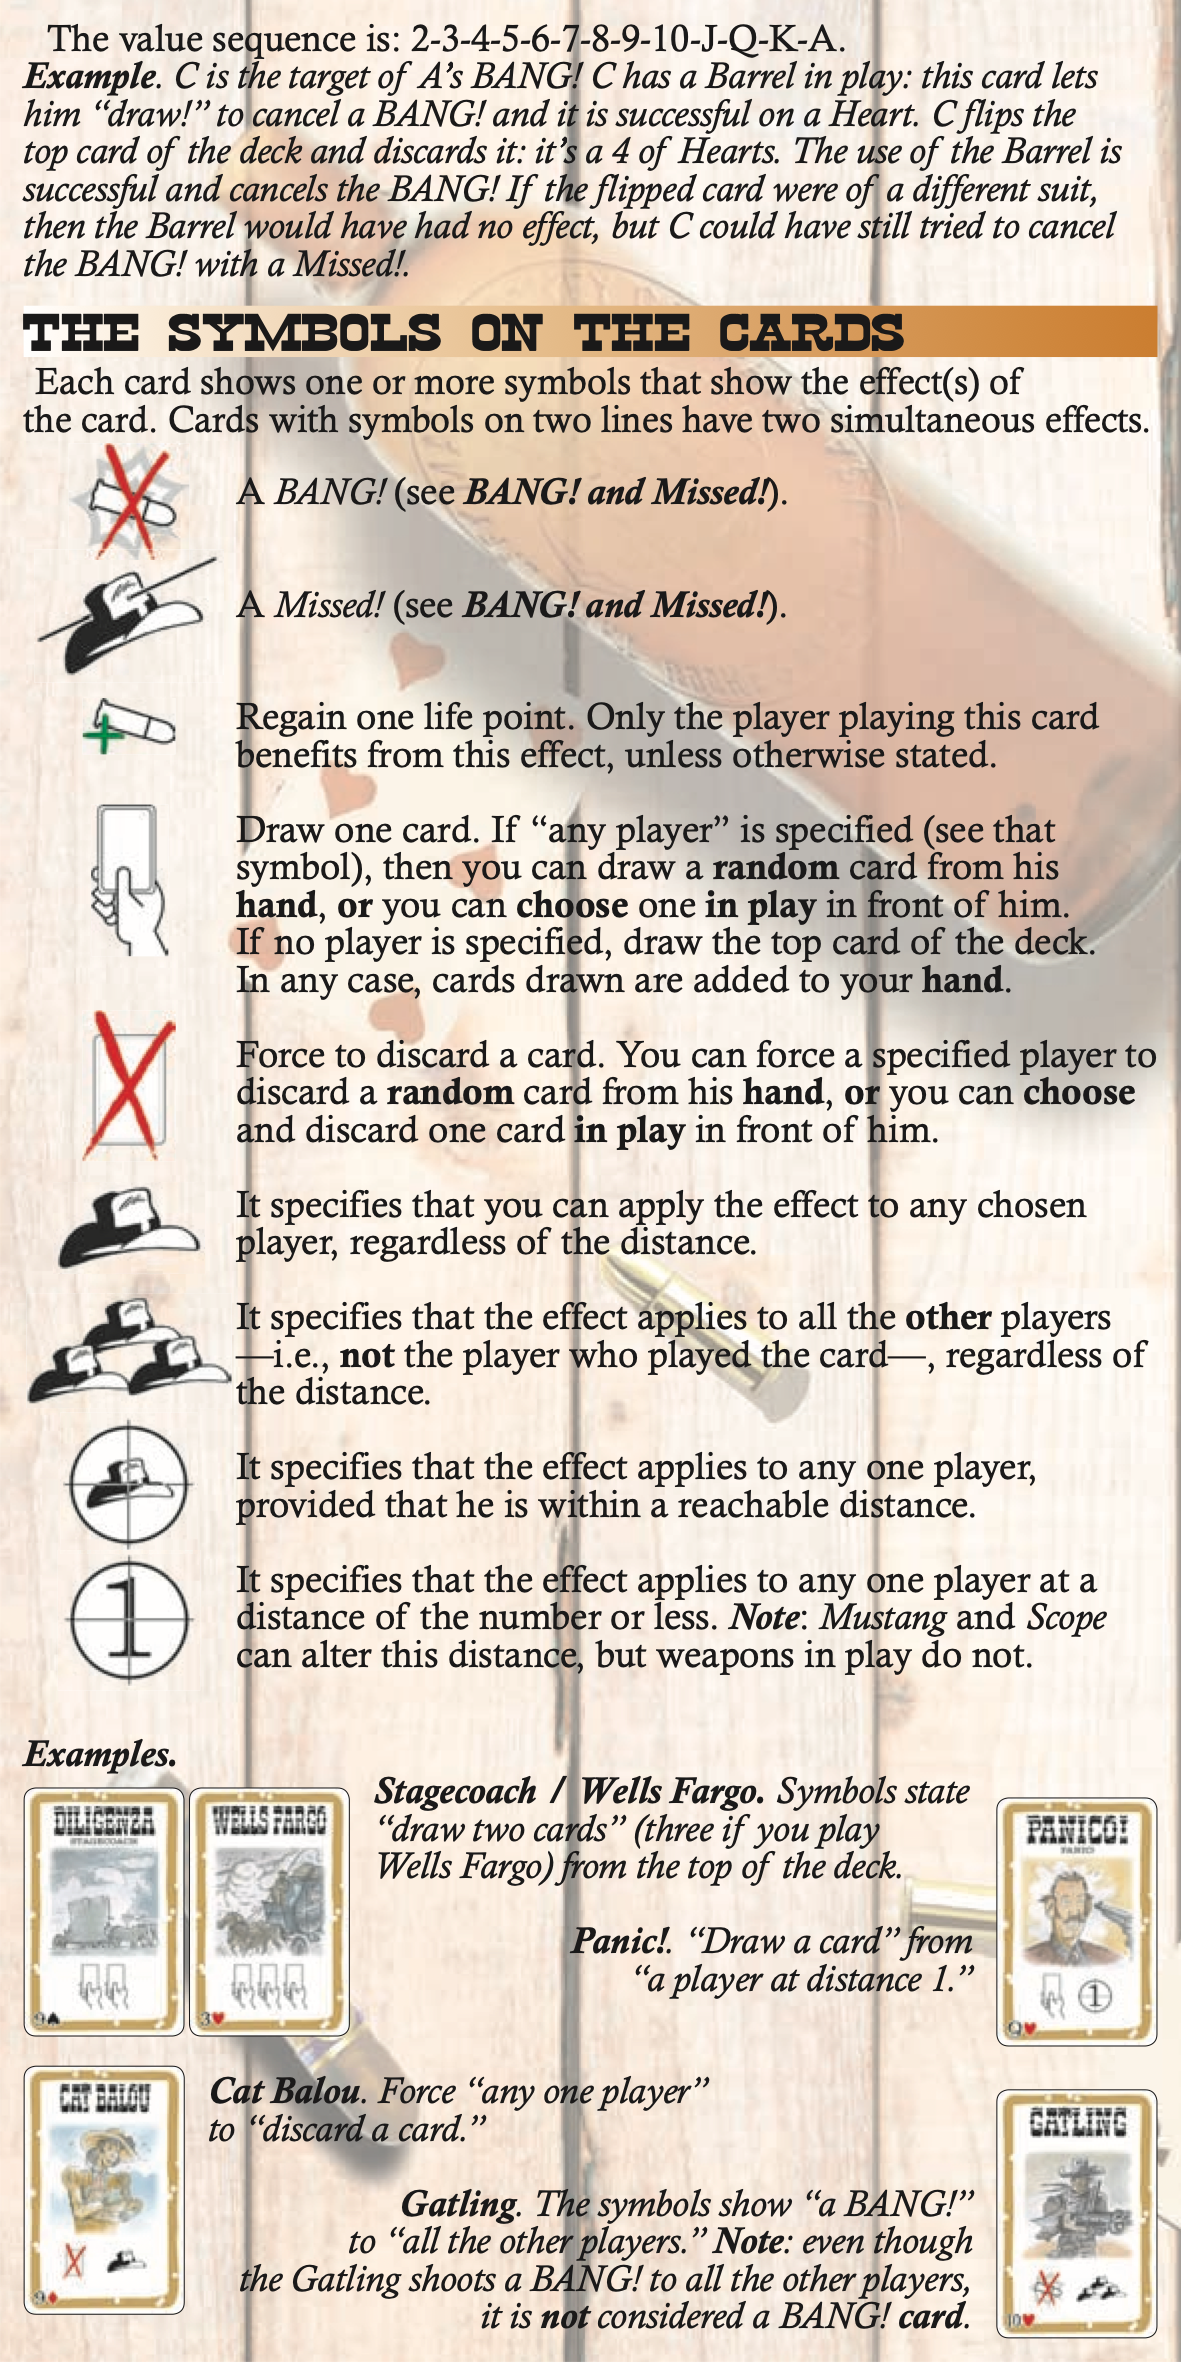 The value sequence is: 2-3-4-5-6-7-8-9-10-J-Q-K-A.
Example. C is the target of A’s BANG! C has a Barrel in play: this card lets
him “draw!” to cancel a BANG! and it is successful on a Heart. C flips the
top card of the deck and discards it: it’s a 4 of Hearts. The use of the Barrel is
successful and cancels the BANG! If the flipped card were of a different suit,
then the Barrel would have had no effect, but C could have still tried to cancel
the BANG! with a Missed!.
THE SYMBOLS ON THE CARDS
Each card shows one or more symbols that show the effect(s) of
the card. Cards with symbols on two lines have two simultaneous effects.
A BANG! (see BANG! and Missed!).
A Missed! (see BANG! and Missed!).
Regain one life point. Only the player playing this card
benefits from this effect, unless otherwise stated.
Draw one card. If “any player” is specified (see that
symbol), then you can draw a random card from his
hand, or you can choose one in play in front of him.
If no player is specified, draw the top card of the deck.
In any case, cards drawn are added to your hand.
Force to discard a card. You can force a specified player to
discard a random card from his hand, or you can choose
and discard one card in play in front of him.
It specifies that you can apply the effect to any chosen
player, regardless of the distance.
It specifies that the effect applies to all the other players
—i.e., not the player who played the card—, regardless of
the distance.
It specifies that the effect applies to any one player,
provided that he is within a reachable distance.
1
It specifies that the effect applies to any one player at a
distance of the number or less. Note: Mustang and Scope
can alter this distance, but weapons in play do not.
Examples.
DILIGENZA
STAGECOACH
9♠
WELLS FARGO
3♥
Stagecoach / Wells Fargo. Symbols state
“draw two cards” (three if you play
Wells Fargo) from the top of the deck.
PANICO!
PANIC!
1
Q♥
Panic!. “Draw a card” from
“a player at distance 1.”
CAT BALOU
9♦
Cat Balou. Force “any one player”
to “discard a card.”
GATLING
10♥
Gatling. The symbols show “a BANG!”
to “all the other players.” Note: even though
the Gatling shoots a BANG! to all the other players,
it is not considered a BANG! card.